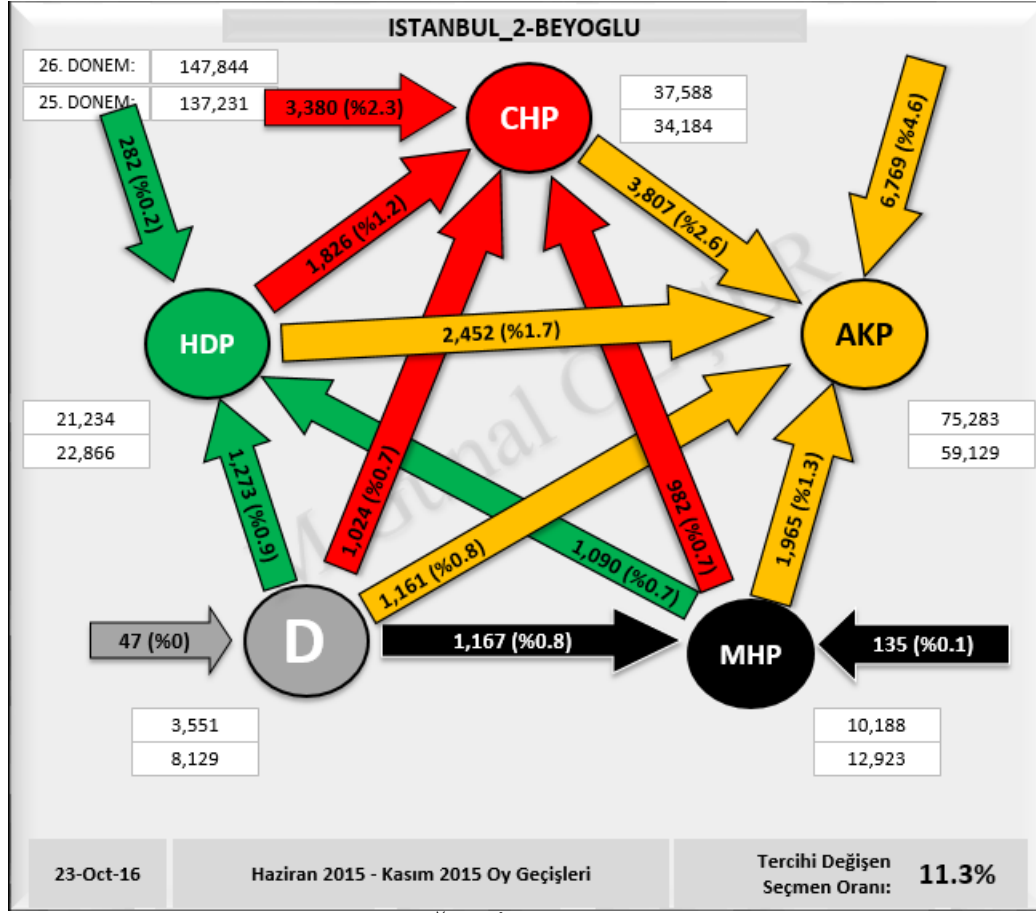 ISTANBUL_2-BEYOGLU
26. DONEM: 147,844
25. DONEM: 137,231
3,380 (%2.3)
CHP
37,588
34,184
6,769 (%4.6)
282 (%0.2)
1,826 (%1.2)
3,807 (%2.6)
HDP
2,452 (%1.7)
AKP
21,234
22,866
75,283
59,129
1,273 (%0.9)
1,024 (%0.7)
1,161 (%0.8)
1,090 (%0.7)
982 (%0.7)
1,965 (%1.3)
47 (%0)
D
1,167 (%0.8)
MHP
135 (%0.1)
3,551
8,129
10,188
12,923
23-Oct-16
Haziran 2015 - Kasım 2015 Oy Geçişleri
Tercihi Değişen
Seçmen Oranı: 11.3%